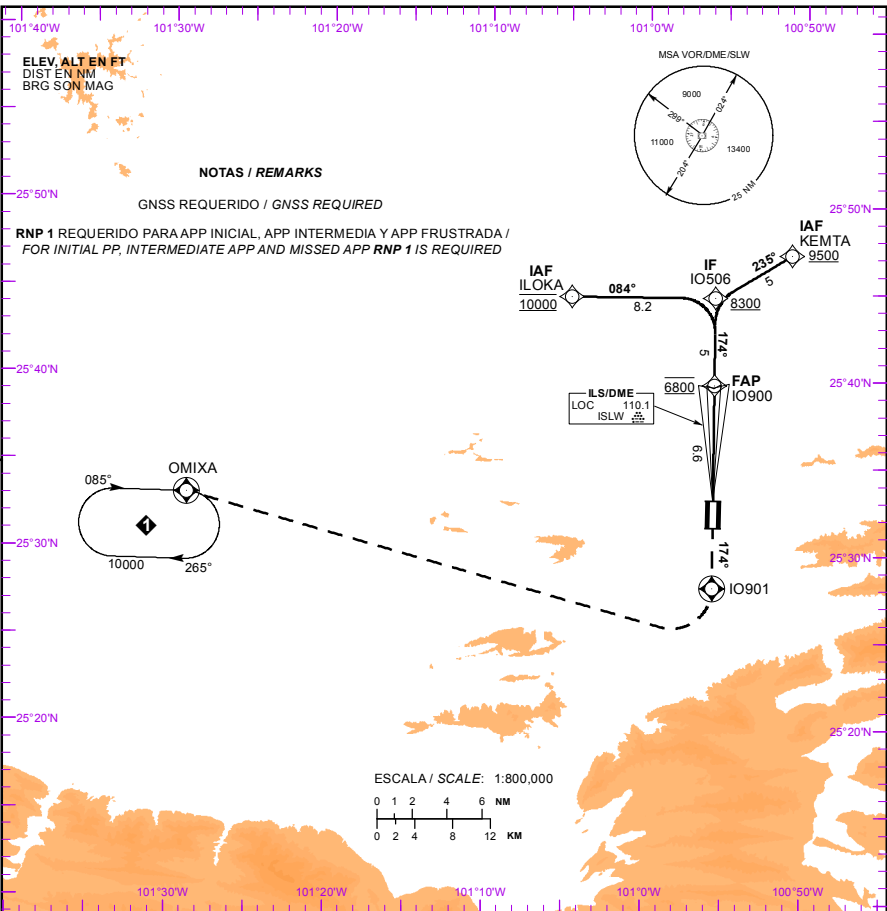 101°40'W
101°30'W
101°20'W
101°10'W
101°0'W
100°50'W
ELEV, ALT EN FT
DIST EN NM
BRG SON MAG
MSA VOR/DME/SLW
9000
024°
299°
11000
13400
204°
25 NM
NOTAS / REMARKS
GNSS REQUERIDO / GNSS REQUIRED
RNP 1 REQUERIDO PARA APP INICIAL, APP INTERMEDIA Y APP FRUSTRADA /
FOR INITIAL PP, INTERMEDIATE APP AND MISSED APP RNP 1 IS REQUIRED
25°50'N
25°50'N
IAF
KEMTA
9500
235°
5
IF
IO506
8300
IAF
ILOKA
10000
084°
8.2
174°
5
25°40'N
25°40'N
6800
FAP
IO900
ILS/DME
LOC 110.1
ISLW
6.6
OMIXA
085°
1
10000
265°
25°30'N
25°30'N
174°
IO901
25°20'N
25°20'N
ESCALA / SCALE: 1:800,000
0 1 2 4 6 NM
0 2 4 8 12 KM
101°30'W
101°20'W
101°10'W
101°0'W
100°50'W